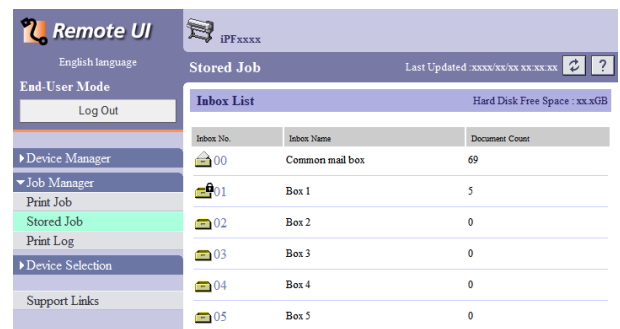 Remote UI
iPFxxxx
English language
Stored Job
Last Updated :xxxx/xx/xx xx:xx:xx
?
End-User Mode
Log Out
Inbox List
Hard Disk Free Space : xx.xGB
Inbox No. Inbox Name Document Count
00 Common mail box 69
01 Box 1 5
02 Box 2 0
03 Box 3 0
04 Box 4 0
05 Box 5 0
Device Manager
Job Manager
Print Job
Stored Job
Print Log
Device Selection
Support Links